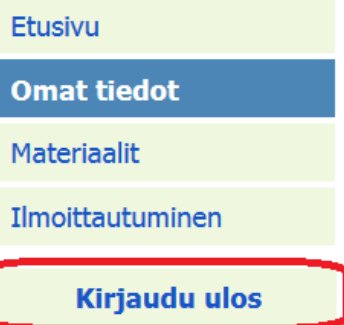 Etusivu
Omat tiedot
Materiaalit
Ilmoittautuminen
Kirjaudu ulos